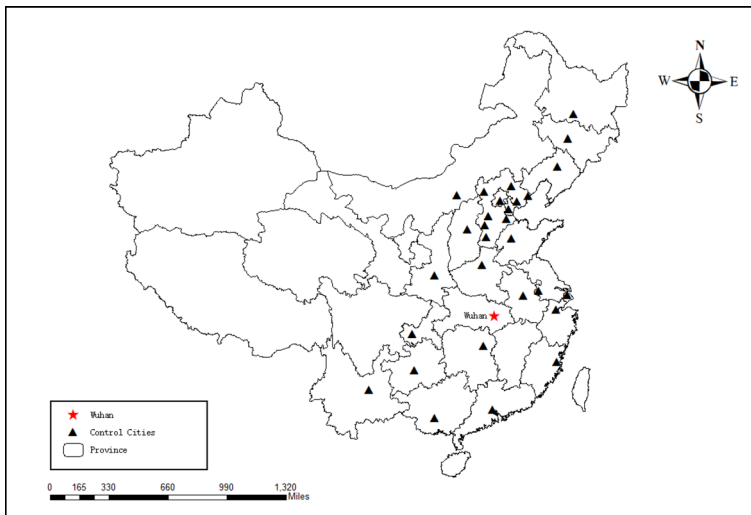 N
W E
S
Wuhan
Wuhan
Control Cities
Province
0 165 330 660 990 1,320
Miles